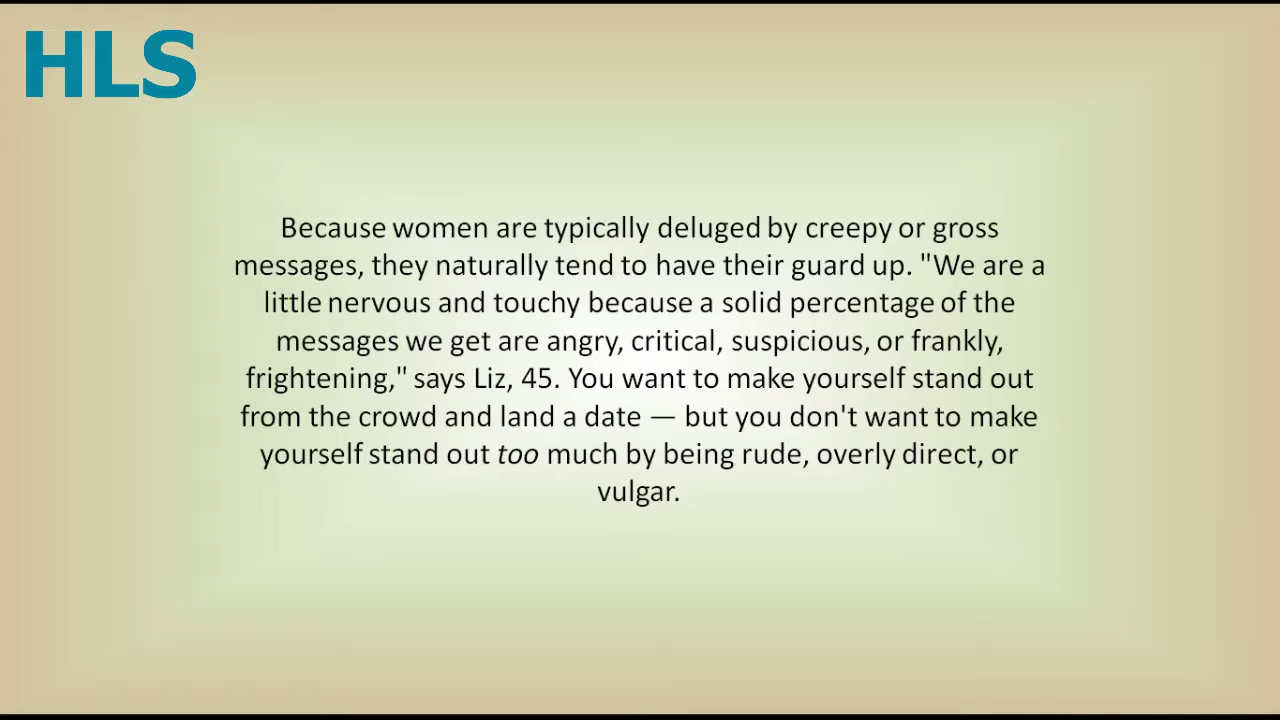 HLS
Because women are typically deluged by creepy or gross
messages, they naturally tend to have their guard up. "We are a
little nervous and touchy because a solid percentage of the
messages we get are angry, critical, suspicious, or frankly,
frightening," says Liz, 45. You want to make yourself stand out
from the crowd and land a date — but you don't want to make
yourself stand out too much by being rude, overly direct, or
vulgar.